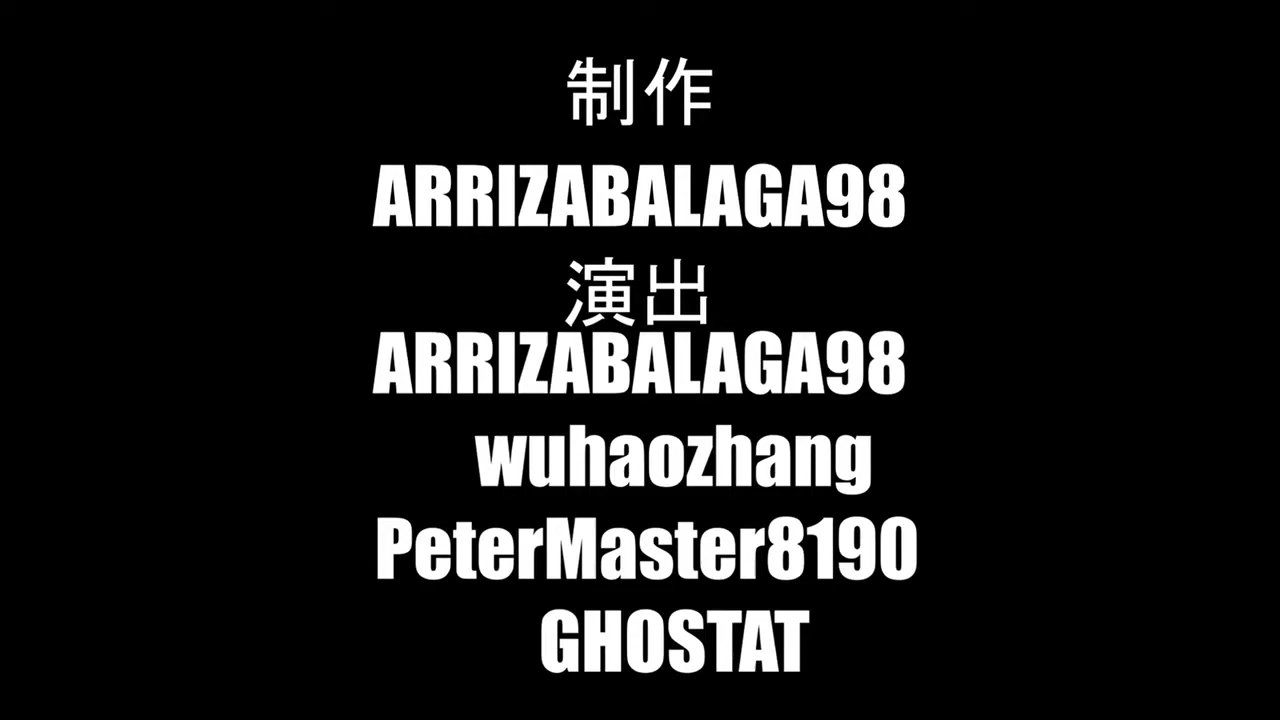 制作
ARRIZABALAGA98
演出
ARRIZABALAGA98
wuhaozhang
PeterMaster8190
GHOSTAT